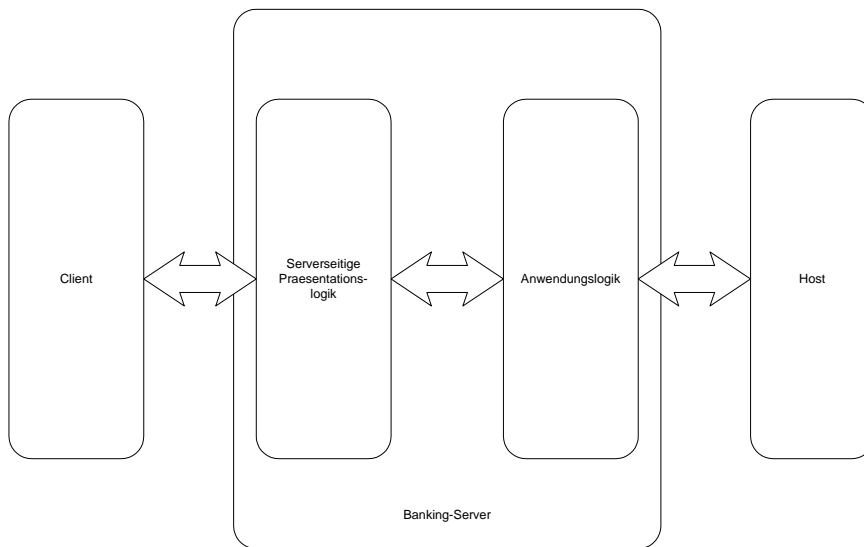 Client
Serverseitige
Praesentations-
logik
Anwendungslogik
Host
Banking-Server